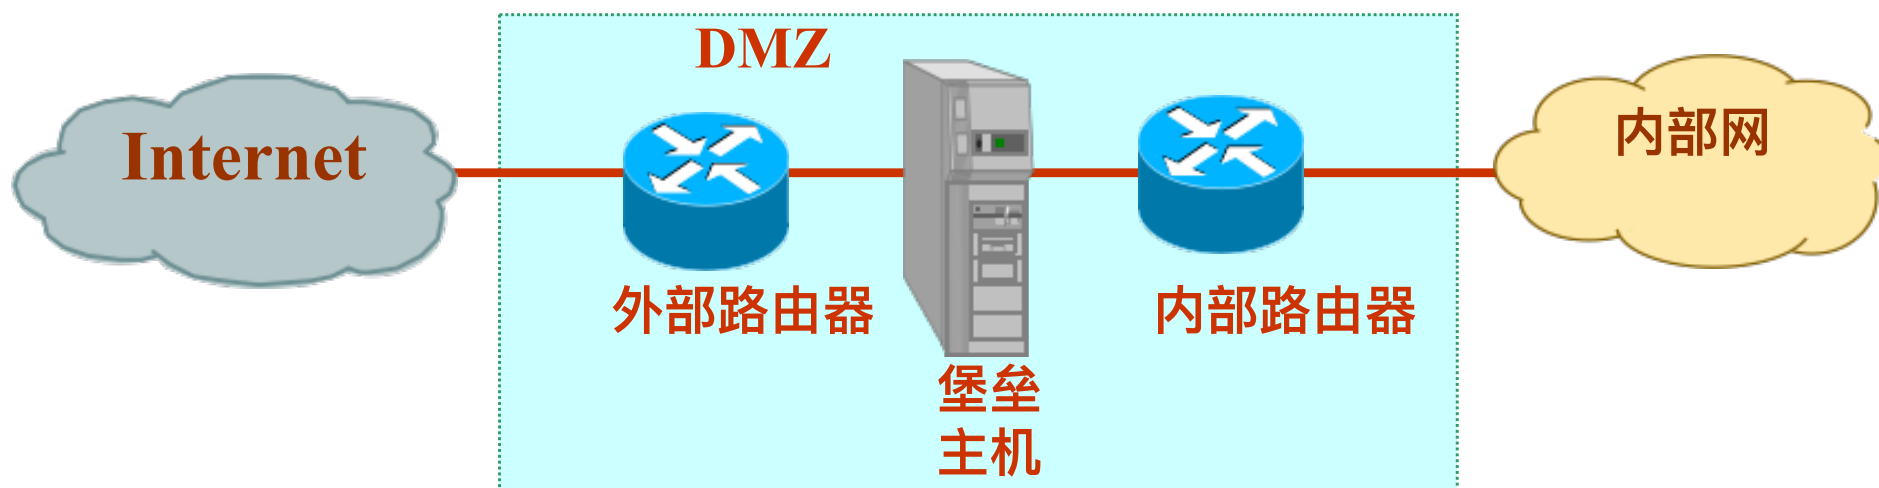 DMZ
Internet
内部网
外部路由器
内部路由器
堡垒
主机